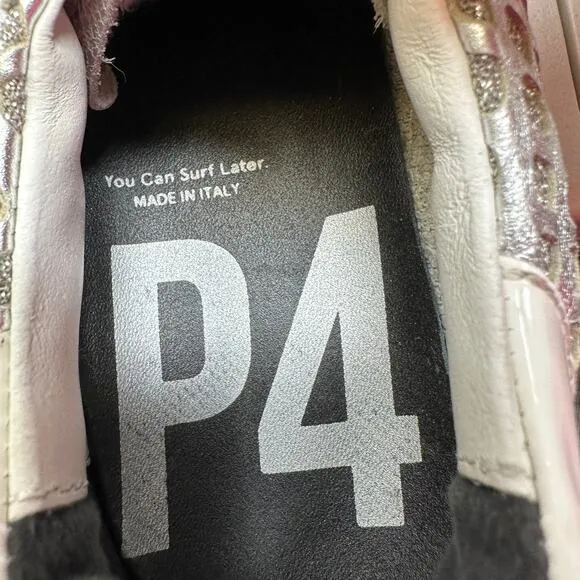 You Can Surf Later.
MADE IN ITALY
P4